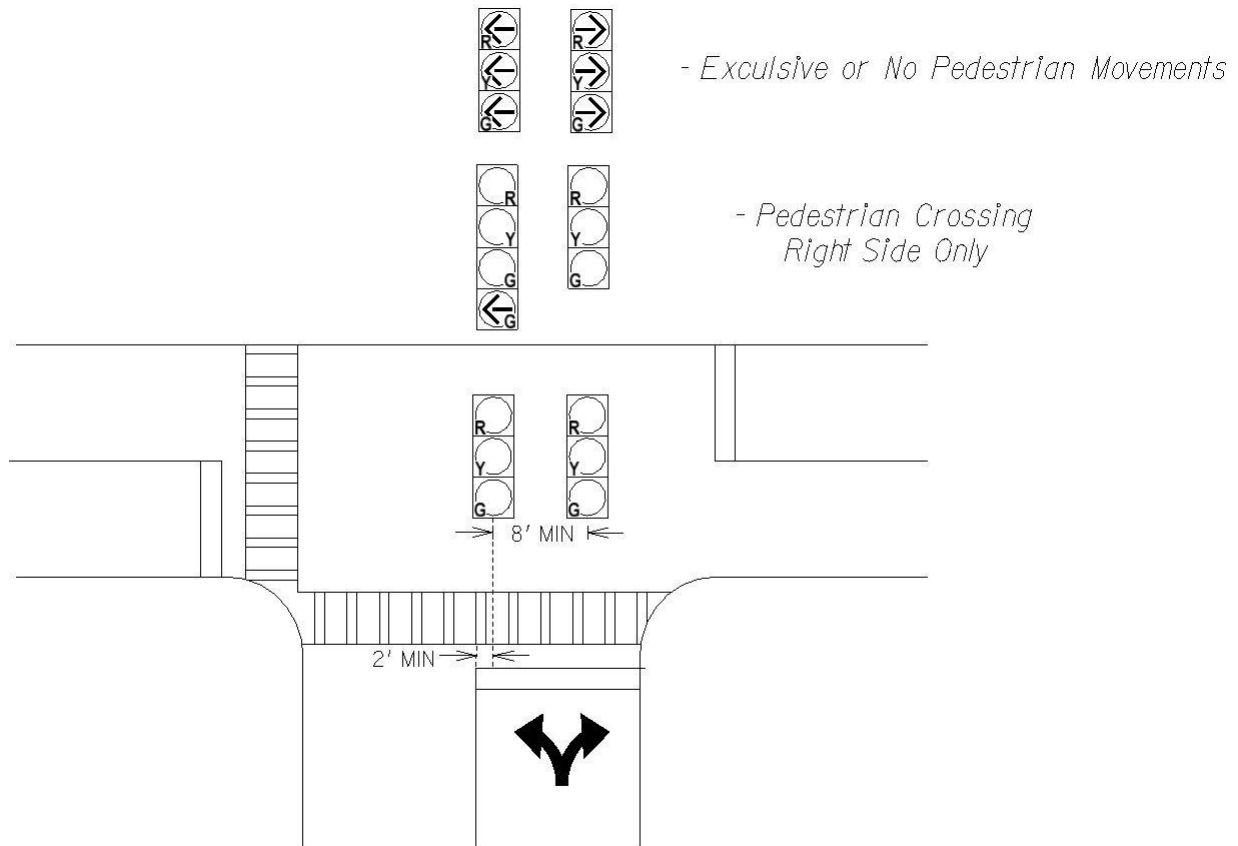 R R
Y Y - Exculsive or No Pedestrian Movements
G G
R R
Y Y - Pedestrian Crossing
G G Right Side Only
G
R R
Y Y
G G
8' MIN
2' MIN